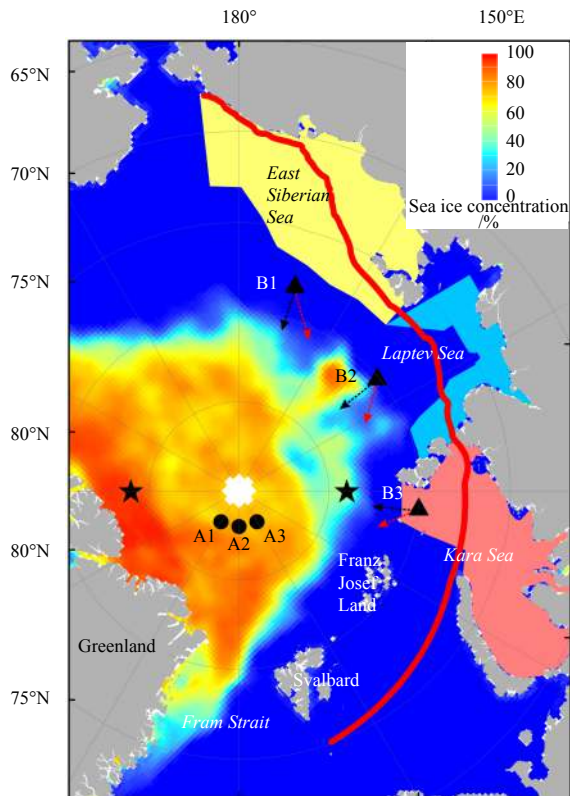 180°
150°E
65°N
100
80
60
40
20
0
Sea ice concentration
/%
70°N
East
Siberian
Sea
75°N
B1
Laptev Sea
B2
80°N
B3
A1
A2
A3
80°N
Kara Sea
Franz
Josef
Land
Greenland
Svalbard
75°N
Fram Strait